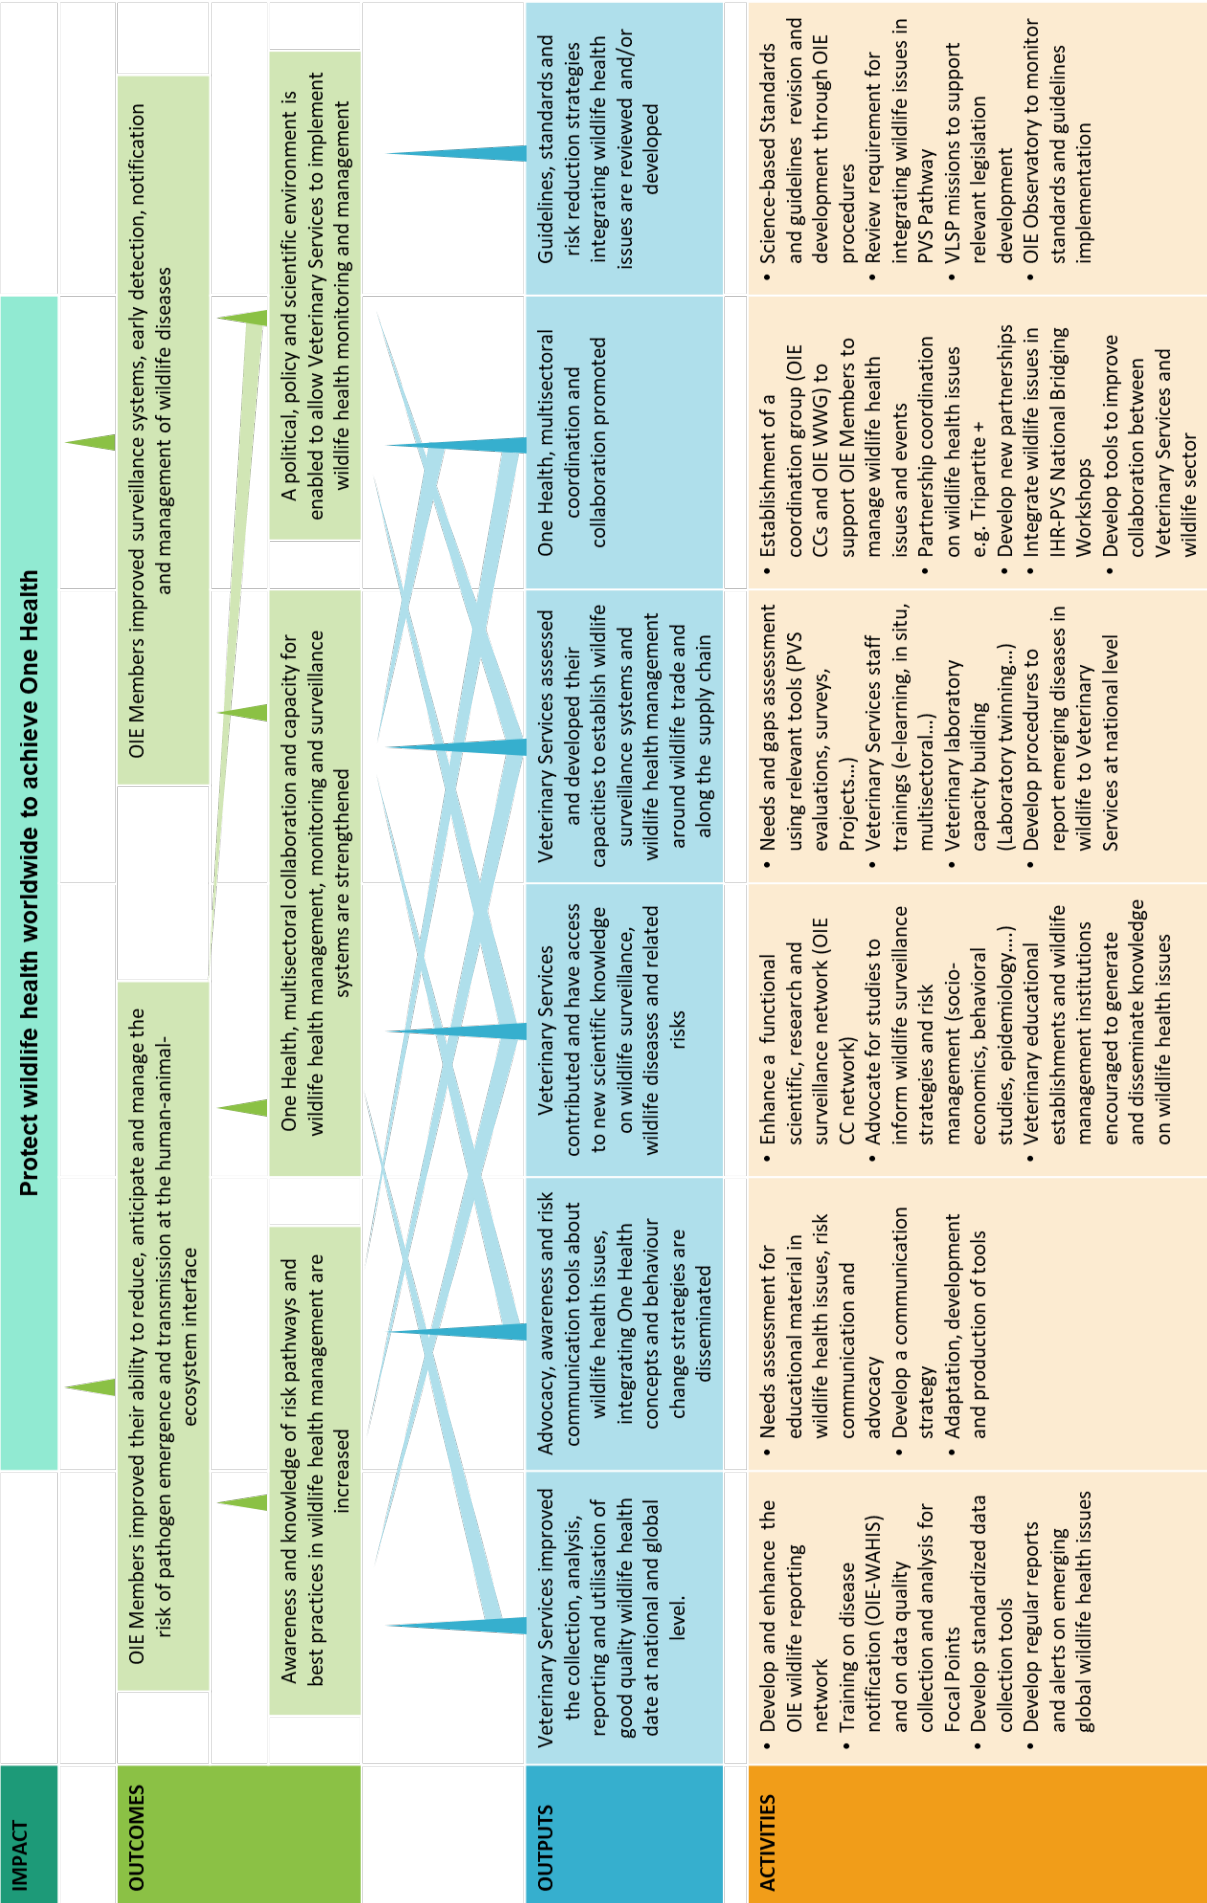 IMPACT
Protect wildlife health worldwide to achieve One Health
OUTCOMES
OIE Members improved their ability to reduce, anticipate and manage the
risk of pathogen emergence and transmission at the human-animal-
ecosystem interface
OIE Members improved surveillance systems, early detection, notification
and management of wildlife diseases
Awareness and knowledge of risk pathways and
best practices in wildlife health management are
increased
One Health, multisectoral collaboration and capacity for
wildlife health management, monitoring and surveillance
systems are strengthened
A political, policy and scientific environment is
enabled to allow Veterinary Services to implement
wildlife health monitoring and management
OUTPUTS
Veterinary Services improved
the collection, analysis,
reporting and utilisation of
good quality wildlife health
date at national and global
level.
Advocacy, awareness and risk
communication tools about
wildlife health issues,
integrating One Health
concepts and behaviour
change strategies are
disseminated
Veterinary Services
contributed and have access
to new scientific knowledge
on wildlife surveillance,
wildlife diseases and related
risks
Veterinary Services assessed
and developed their
capacities to establish wildlife
surveillance systems and
wildlife health management
around wildlife trade and
along the supply chain
One Health, multisectoral
coordination and
collaboration promoted
Guidelines, standards and
risk reduction strategies
integrating wildlife health
issues are reviewed and/or
developed
ACTIVITIES
• Develop and enhance the
OIE wildlife reporting
network
• Training on disease
notification (OIE-WAHIS)
and on data quality
collection and analysis for
Focal Points
• Develop standardized data
collection tools
• Develop regular reports
and alerts on emerging
global wildlife health issues
• Needs assessment for
educational material in
wildlife health issues, risk
communication and
advocacy
• Develop a communication
strategy
• Adaptation, development
and production of tools
• Enhance a functional
scientific, research and
surveillance network (OIE
CC network)
• Advocate for studies to
inform wildlife surveillance
strategies and risk
management (socio-
economics, behavioral
studies, epidemiology....)
• Veterinary educational
establishments and wildlife
management institutions
encouraged to generate
and disseminate knowledge
on wildlife health issues
• Needs and gaps assessment
using relevant tools (PVS
evaluations, surveys,
Projects...)
• Veterinary Services staff
trainings (e-learning, in situ,
multisectoral...)
• Veterinary laboratory
capacity building
(Laboratory twinning...)
• Develop procedures to
report emerging diseases in
wildlife to Veterinary
Services at national level
• Establishment of a
coordination group (OIE
CCs and OIE WWG) to
support OIE Members to
manage wildlife health
issues and events
• Partnership coordination
on wildlife health issues
e.g. Tripartite +
• Develop new partnerships
• Integrate wildlife issues in
IHR-PVS National Bridging
Workshops
• Develop tools to improve
collaboration between
Veterinary Services and
wildlife sector
• Science-based Standards
and guidelines revision and
development through OIE
procedures
• Review requirement for
integrating wildlife issues in
PVS Pathway
• VLSP missions to support
relevant legislation
development
• OIE Observatory to monitor
standards and guidelines
implementation